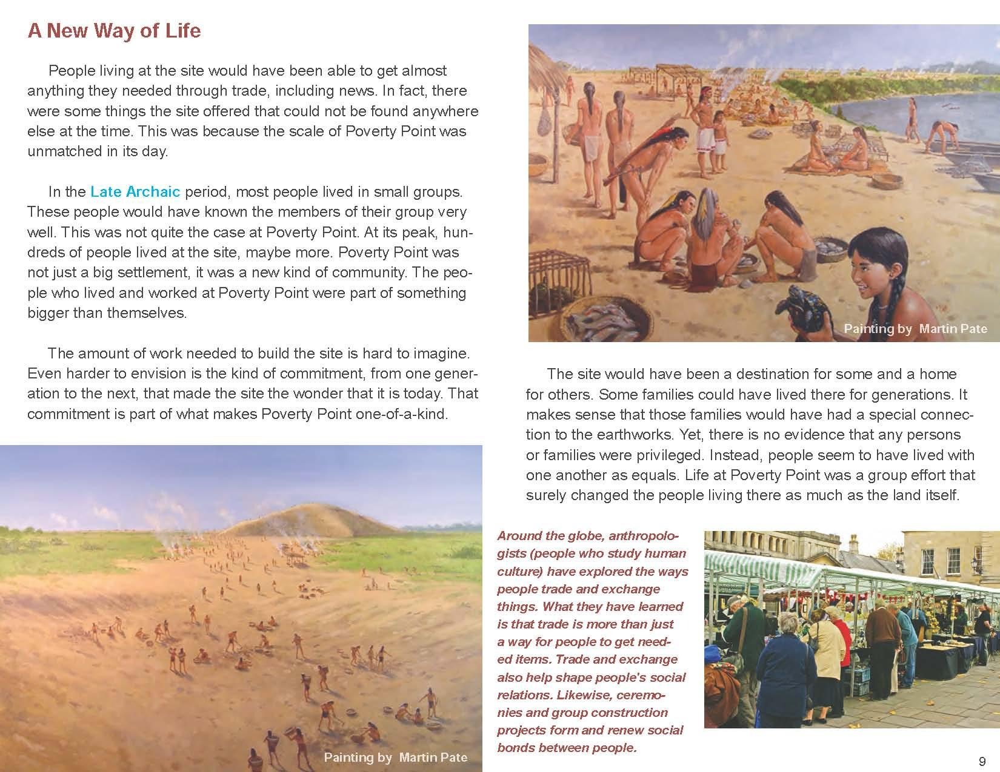 A New Way of Life
People living at the site would have been able to get almost
anything they needed through trade, including news. In fact, there
were some things the site offered that could not be found anywhere
else at the time. This was because the scale of Poverty Point was
unmatched in its day.
In the Late Archaic period, most people lived in small groups.
These people would have known the members of their group very
well. This was not quite the case at Poverty Point. At its peak, hun-
dreds of people lived at the site, maybe more. Poverty Point was
not just a big settlement, it was a new kind of community. The peo-
ple who lived and worked at Poverty Point were part of something
bigger than themselves.
The amount of work needed to build the site is hard to imagine.
Even harder to envision is the kind of commitment, from one gener-
ation to the next, that made the site the wonder that it is today. That
commitment is part of what makes Poverty Point one-of-a-kind.
Painting by Martin Pate
Painting by Martin Pate
The site would have been a destination for some and a home
for others. Some families could have lived there for generations. It
makes sense that those families would have had a special connec-
tion to the earthworks. Yet, there is no evidence that any persons
or families were privileged. Instead, people seem to have lived with
one another as equals. Life at Poverty Point was a group effort that
surely changed the people living there as much as the land itself.
Around the globe, anthropolo-
gists (people who study human
culture) have explored the ways
people trade and exchange
things. What they have learned
is that trade is more than just
a way for people to get need-
ed items. Trade and exchange
also help shape people's social
relations. Likewise, ceremo-
nies and group construction
projects form and renew social
bonds between people.
9